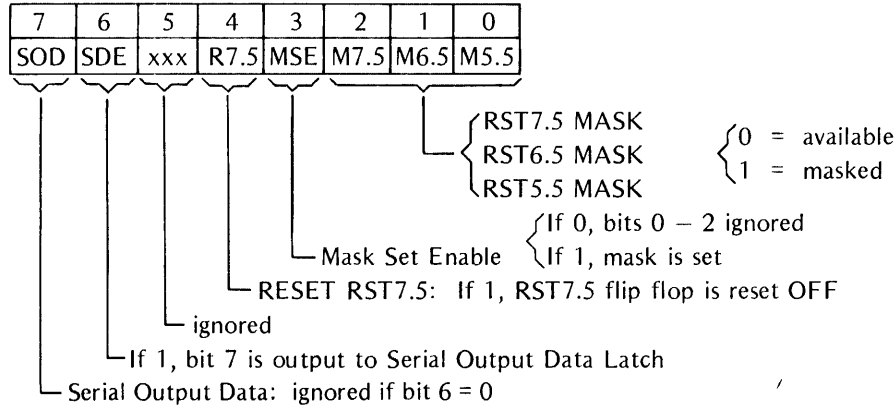 7 6 5 4 3 2 1 0
SOD SDE xxx R7.5 MSE M7.5 M6.5 M5.5
RST7.5 MASK
RST6.5 MASK
RST5.5 MASK
0 = available
1 = masked
Mask Set Enable
If 0, bits 0 – 2 ignored
If 1, mask is set
RESET RST7.5: If 1, RST7.5 flip flop is reset OFF
ignored
If 1, bit 7 is output to Serial Output Data Latch
Serial Output Data: ignored if bit 6 = 0